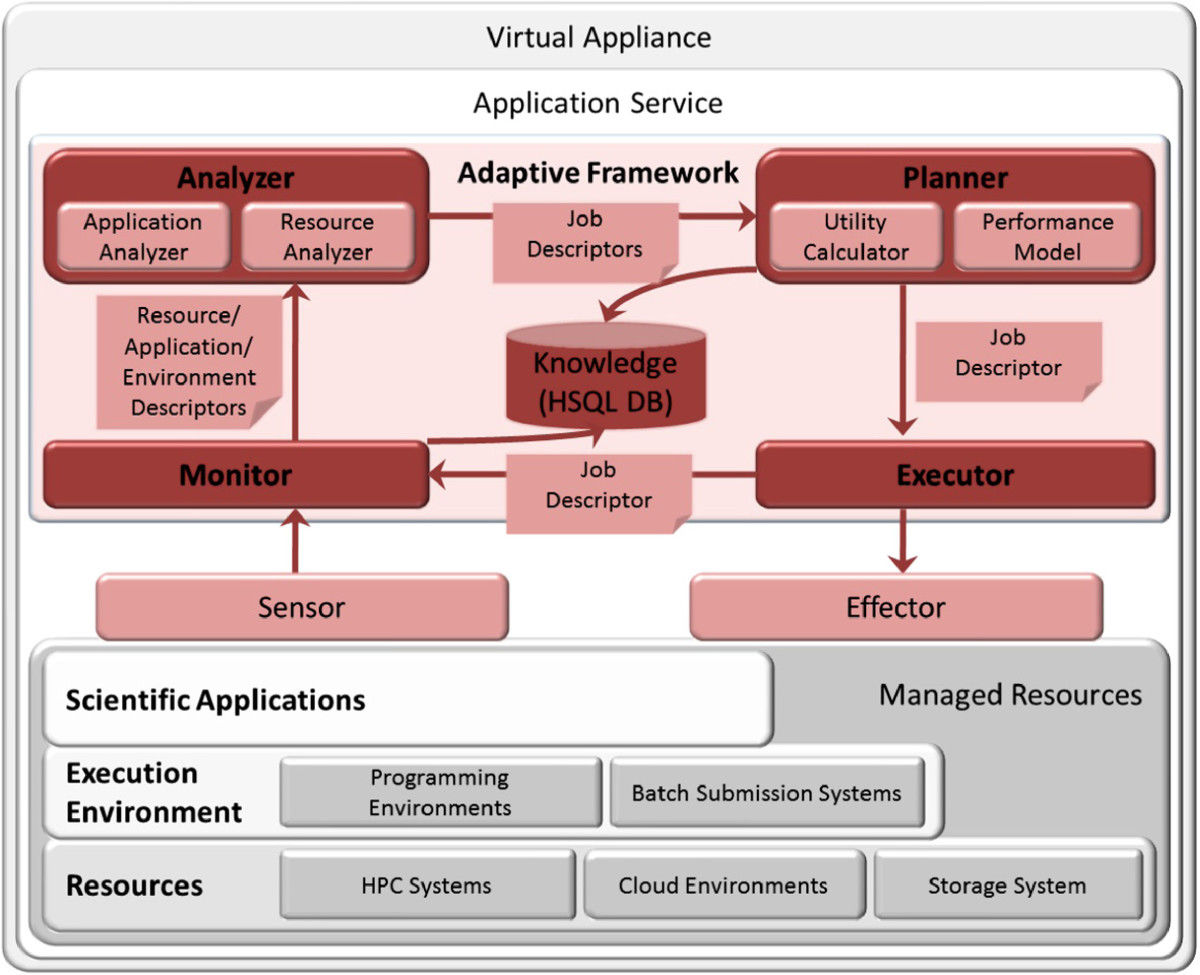 Virtual Appliance
Application Service
Adaptive Framework
Analyzer
Application
Analyzer
Resource
Analyzer
Job
Descriptors
Planner
Utility
Calculator
Performance
Model
Resource/
Application/
Environment
Descriptors
Knowledge
(HSQL DB)
Job
Descriptor
Monitor
Job
Descriptor
Executor
Sensor
Effector
Scientific Applications
Managed Resources
Execution
Environment
Programming
Environments
Batch Submission Systems
Resources
HPC Systems
Cloud Environments
Storage System